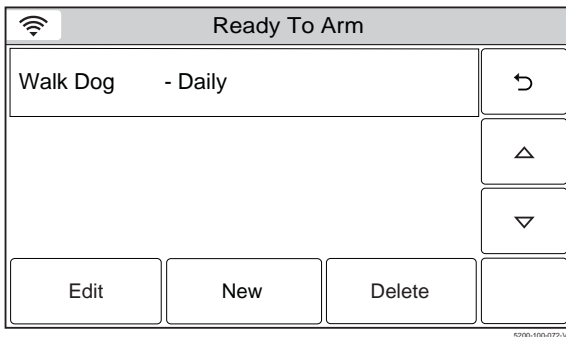 Ready To Arm
Walk Dog - Daily
Edit New Delete
5200-100-072-V